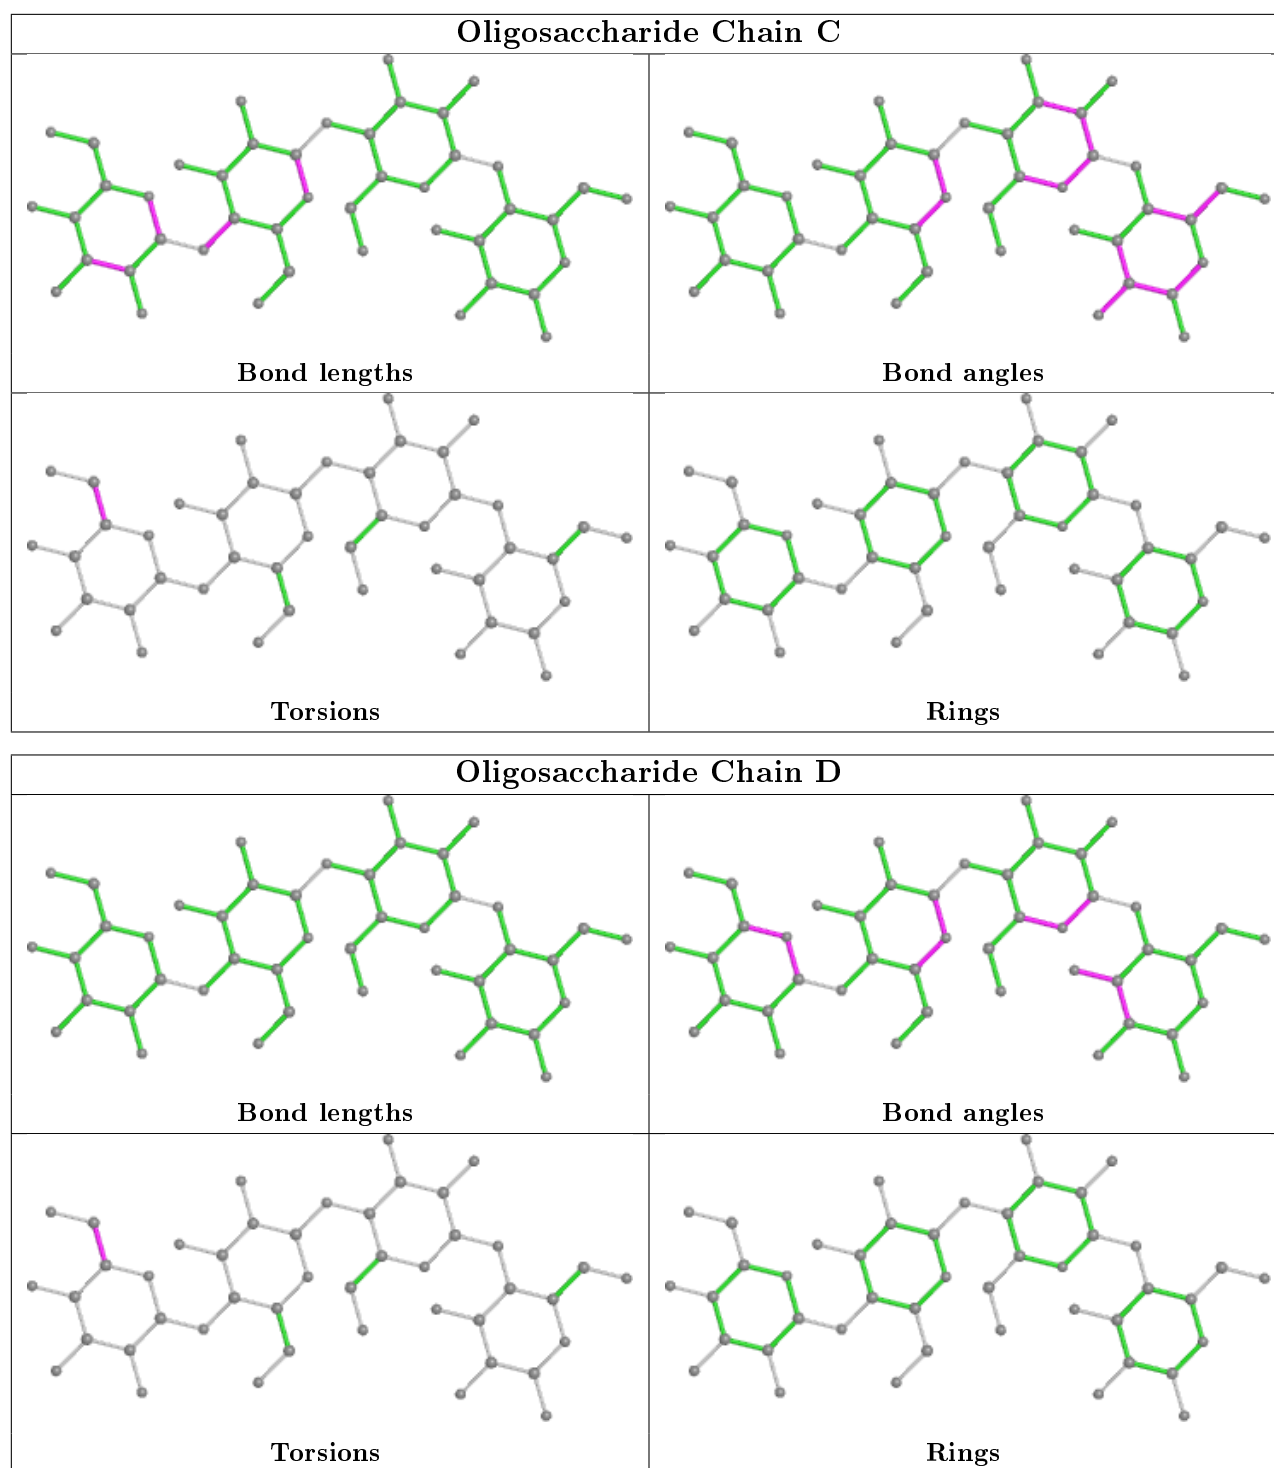 Oligosaccharide Chain C
Bond lengths
Bond angles
Torsions
Rings
Oligosaccharide Chain D
Bond lengths
Bond angles
Torsions
Rings